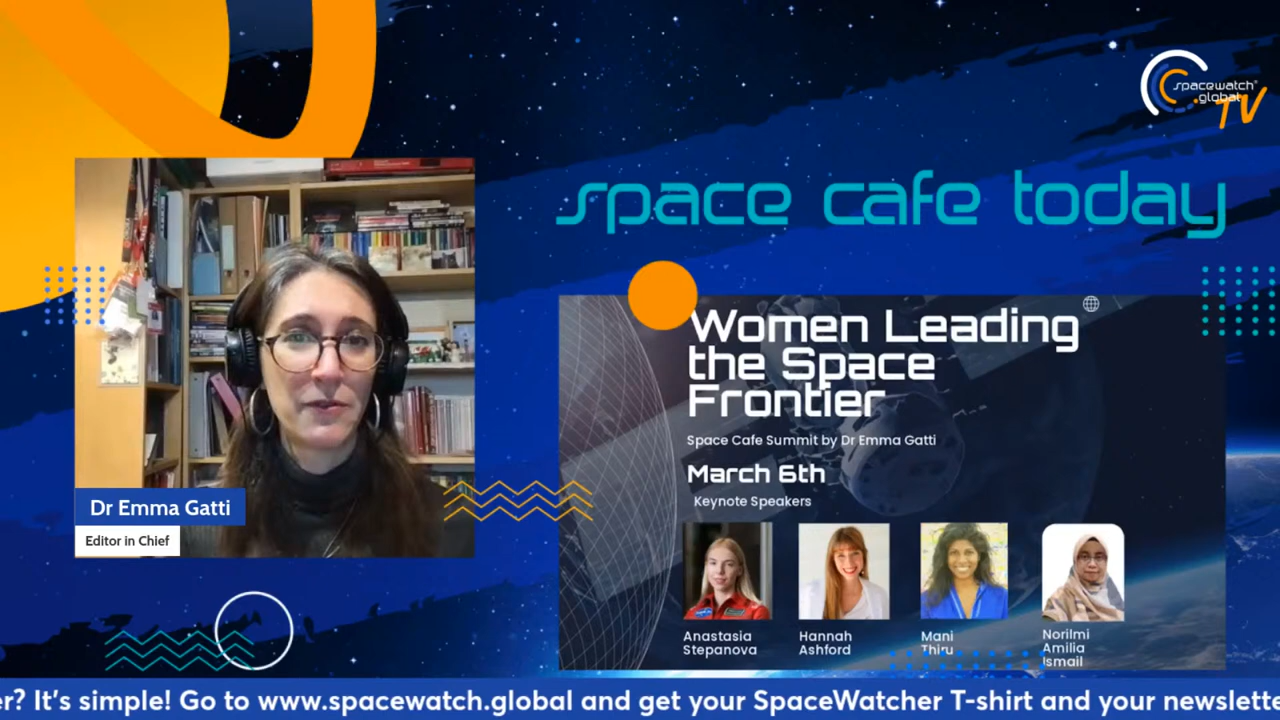 spacewatch
global
TV
space cafe today
Women Leading
the Space
Frontier
Space Cafe Summit by Dr Emma Gatti
March 6th
Keynote Speakers
Anastasia
Stepanova
Hannah
Ashford
Mani
Thiru
Norilmi
Amilia
Ismail
Dr Emma Gatti
Editor in Chief
er? It's simple! Go to www.spacewatch.global and get your SpaceWatcher T-shirt and your newslette